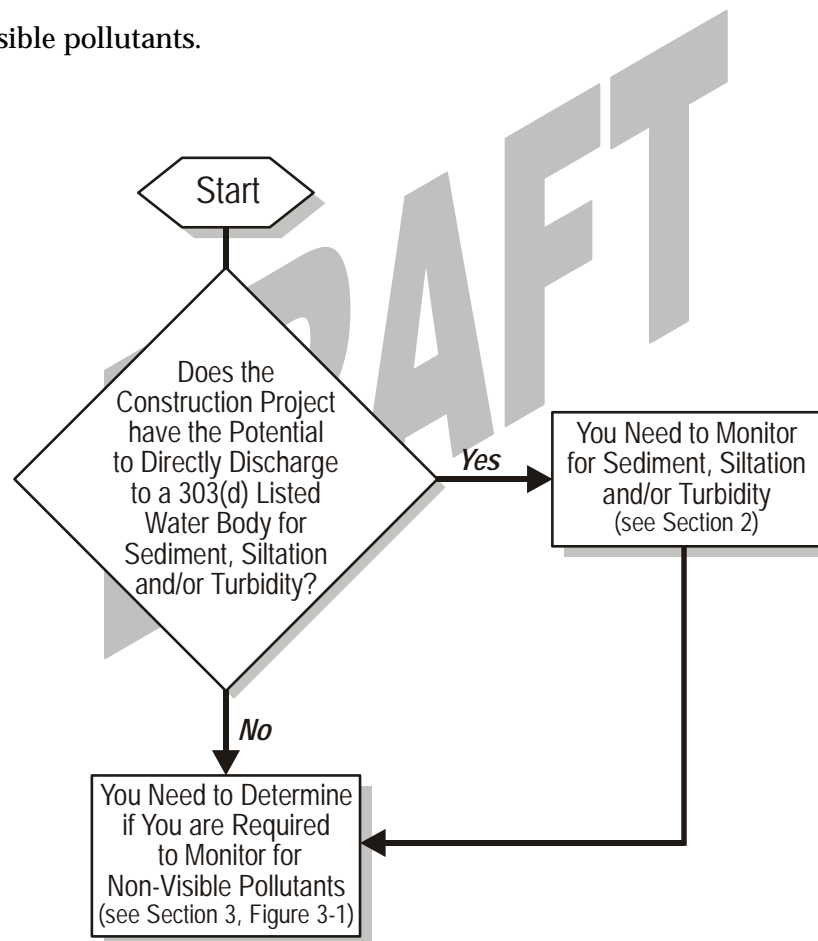 sible pollutants.
DRAFT
Start
Does the
Construction Project
have the Potential
to Directly Discharge
to a 303(d) Listed
Water Body for
Sediment, Siltation
and/or Turbidity?
Yes
You Need to Monitor
for Sediment, Siltation
and/or Turbidity
(see Section 2)
No
You Need to Determine
if You are Required
to Monitor for
Non-Visible Pollutants
(see Section 3, Figure 3-1)